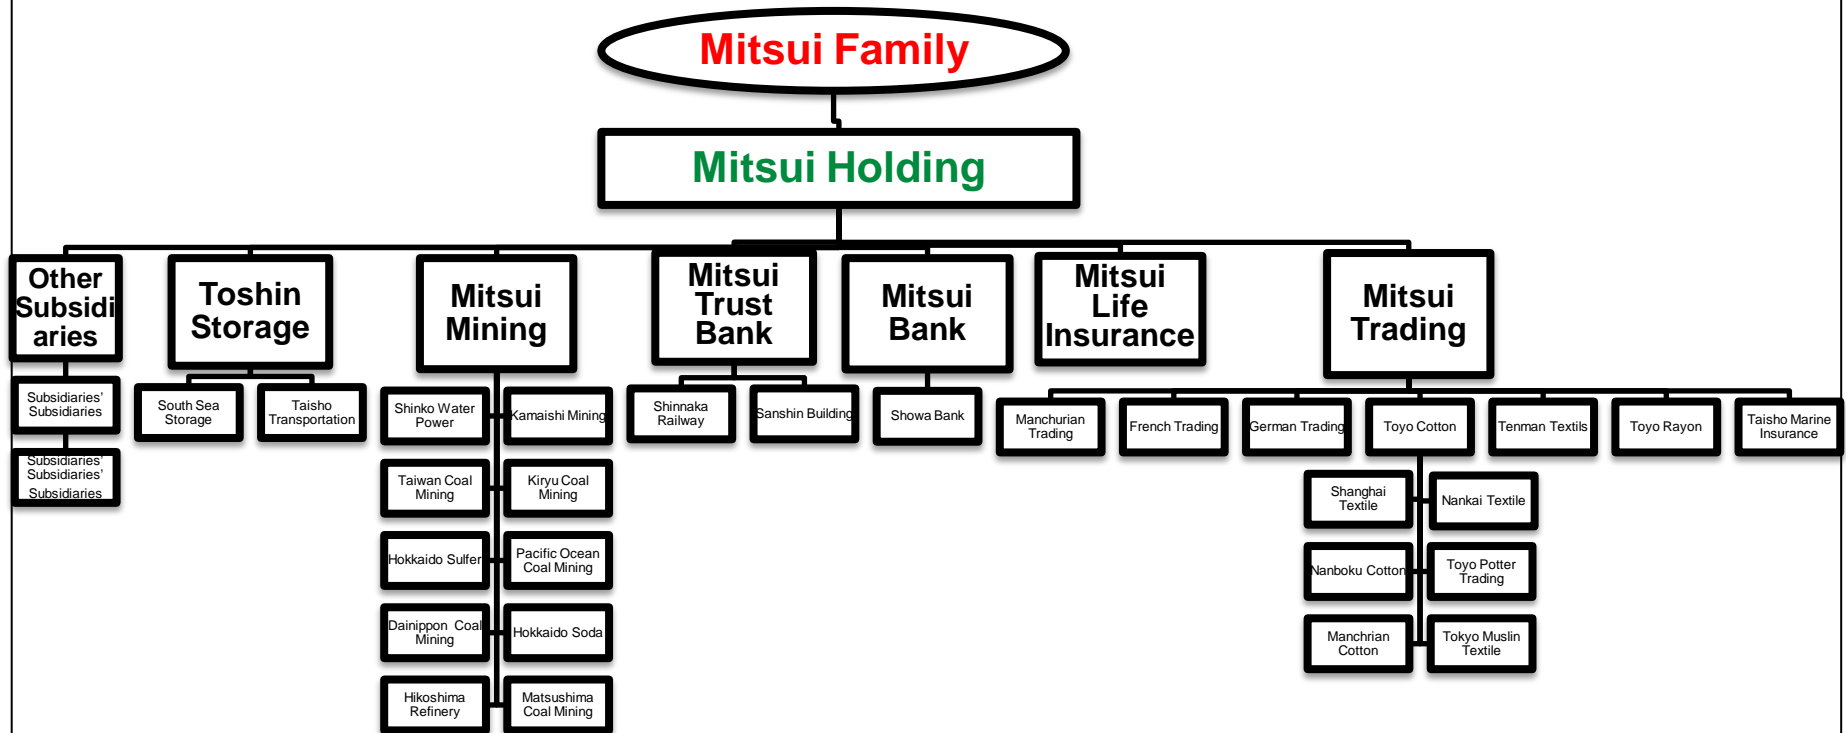 Mitsui Family
Mitsui Holding
Other
Subsidi
aries
Toshin
Storage
Mitsui
Mining
Mitsui
Trust
Bank
Mitsui
Bank
Mitsui
Life
Insurance
Mitsui
Trading
Subsidiaries'
Subsidiaries
South Sea
Storage
Taisho
Transportation
Shinko Water
Power
Kamaishi Mining
Shinnaka
Railway
Sanshin Building
Showa Bank
Manchurian
Trading
French Trading
German Trading
Toyo Cotton
Tenman Textils
Toyo Rayon
Taisho Marine
Insurance
Subsidiaries'
Subsidiaries'
Subsidiaries
Taiwan Coal
Mining
Kiryu Coal
Mining
Shanghai
Textile
Nankai Textile
Hokkaido Sulfer
Pacific Ocean
Coal Mining
Nanboku Cotton
Toyo Potter
Trading
Dainippon Coal
Mining
Hokkaido Soda
Manchrian
Cotton
Tokyo Muslin
Textile
Hikoshima
Refinery
Matsushima
Coal Mining